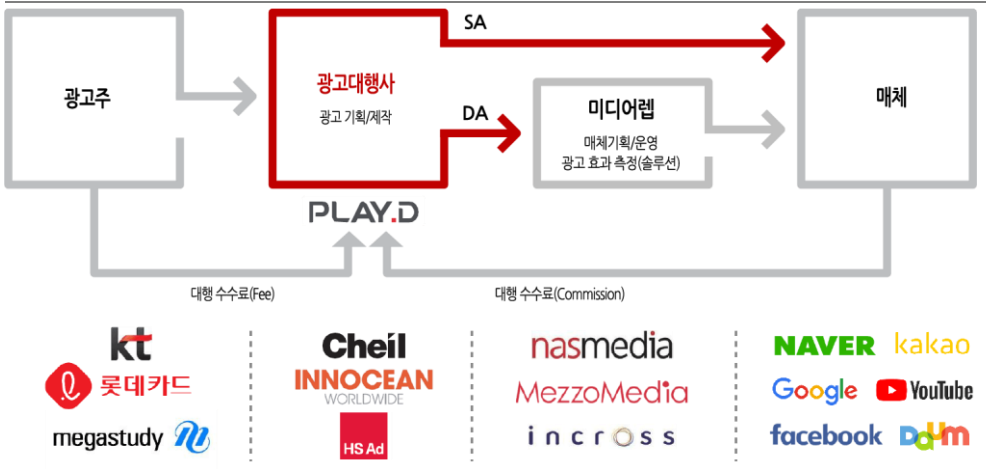 SA
광고주
광고대행사
광고 기획/제작
DA
미디어렙
매체기획/운영
광고 효과 측정(솔루션)
매체
PLAY.D
대행 수수료(Fee)
대행 수수료(Commission)
kt
롯데카드
megastudy
Cheil
INNOCEAN
WORLDWIDE
HS Ad
nasmedia
MezzoMedia
incross
NAVER kakao
Google YouTube
facebook Daum